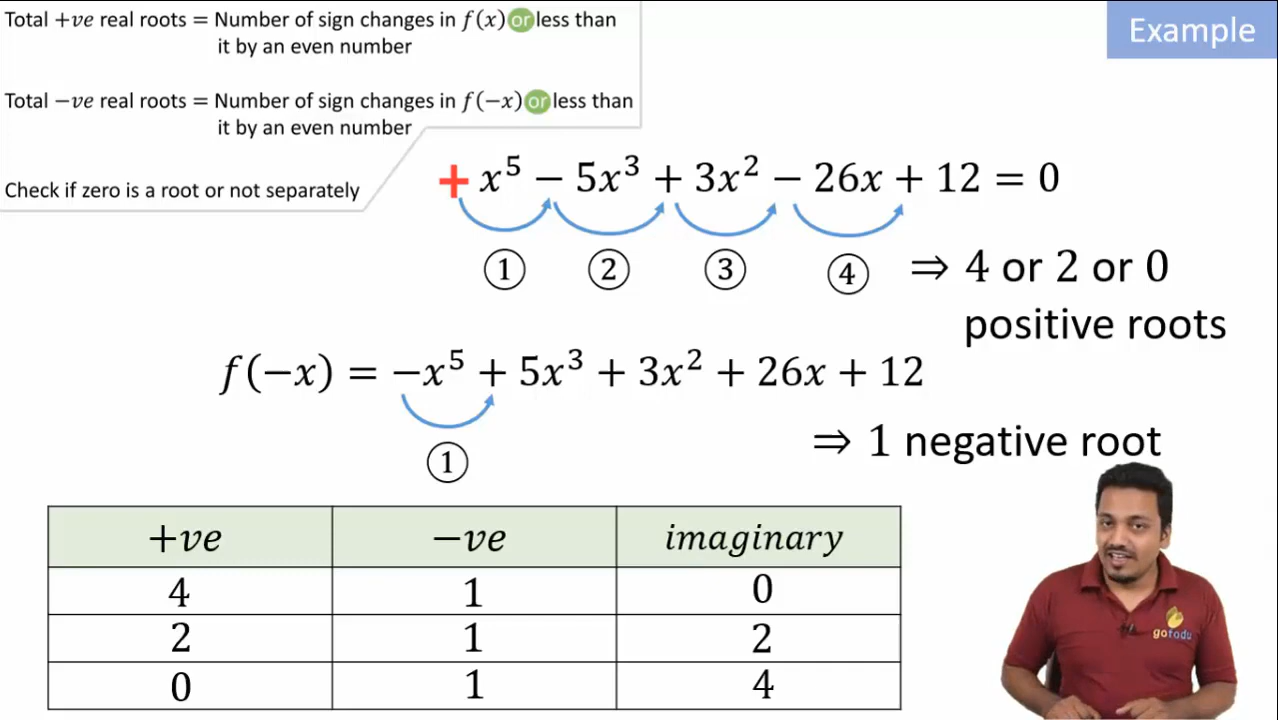 Total +ve real roots = Number of sign changes in f(x) or less than
it by an even number
Example
Total −ve real roots = Number of sign changes in f(−x) or less than
it by an even number
Check if zero is a root or not separately
+ x⁵ − 5x³ + 3x² − 26x + 12 = 0
① ② ③ ④ ⇒ 4 or 2 or 0
positive roots
f(−x) = −x⁵ + 5x³ + 3x² + 26x + 12
① ⇒ 1 negative root
+ve −ve imaginary
4 1 0
2 1 2
0 1 4
gotodu